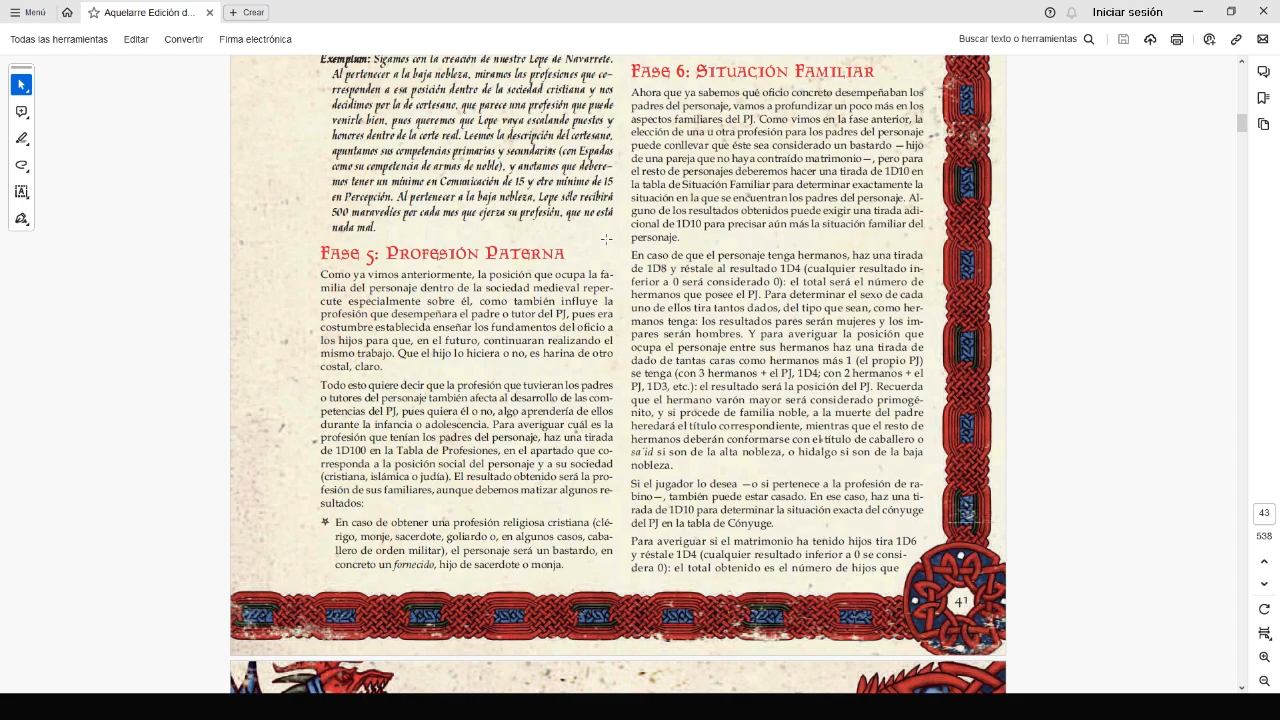 Menú
Aquelarre Edición d...
Crear
Iniciar sesión
Todas las herramientas
Editar
Convertir
Firma electrónica
Buscar texto o herramientas
Exemplum: Sigamos con la creación de nuestro Lope de Navarrete.
Al pertenecer a la baja nobleza, miramos las profesiones que co-
rresponden a esa posición dentro de la sociedad cristiana y nos
decidimos por la de cortesano, que parece una profesión que puede
venirle bien, pues queremos que Lope vaya escalando puestos y
honores dentro de la corte real. Leemos la descripción del cortesano,
apuntamos sus competencias primarias y secundarias (con Espadas
como su competencia de armas de noble), y anotamos que debere-
mos tener un mínimo en Comunicación de 15 y otro mínimo de 15
en Percepción. Al pertenecer a la baja nobleza, Lope sólo recibirá
500 maravedíes por cada mes que ejerza su profesión, que no está
nada mal.
Fase 5: Profesión Paterna
Como ya vimos anteriormente, la posición que ocupa la fa-
milia del personaje dentro de la sociedad medieval reper-
cute especialmente sobre él, como también influye la
profesión que desempeñara el padre o tutor del PJ, pues era
costumbre establecida enseñar los fundamentos del oficio a
los hijos para que, en el futuro, continuaran realizando el
mismo trabajo. Que el hijo lo hiciera o no, es harina de otro
costal, claro.
Todo esto quiere decir que la profesión que tuvieran los padres
o tutores del personaje también afecta al desarrollo de las com-
petencias del PJ, pues quiera él o no, algo aprendería de ellos
durante la infancia o adolescencia. Para averiguar cuál es la
profesión que tenían los padres del personaje, haz una tirada
de 1D100 en la Tabla de Profesiones, en el apartado que co-
rresponda a la posición social del personaje y a su sociedad
(cristiana, islámica o judía). El resultado obtenido será la pro-
fesión de sus familiares, aunque debemos matizar algunos re-
sultados:
En caso de obtener una profesión religiosa cristiana (clé-
rigo, monje, sacerdote, goliardo o, en algunos casos, caba-
llero de orden militar), el personaje será un bastardo, en
concreto un fornecido, hijo de sacerdote o monja.
Fase 6: Situación Familiar
Ahora que ya sabemos qué oficio concreto desempeñaban los
padres del personaje, vamos a profundizar un poco más en los
aspectos familiares del PJ. Como vimos en la fase anterior, la
elección de una u otra profesión para los padres del personaje
puede conllevar que éste sea considerado un bastardo —hijo
de una pareja que no haya contraído matrimonio—, pero para
el resto de personajes deberemos hacer una tirada de 1D10 en
la tabla de Situación Familiar para determinar exactamente la
situación en la que se encuentran los padres del personaje. Al-
guno de los resultados obtenidos puede exigir una tirada adi-
cional de 1D10 para precisar aún más la situación familiar del
personaje.
En caso de que el personaje tenga hermanos, haz una tirada
de 1D8 y réstale al resultado 1D4 (cualquier resultado in-
ferior a 0 será considerado 0): el total será el número de
hermanos que posee el PJ. Para determinar el sexo de cada
uno de ellos tira tantos dados, del tipo que sean, como her-
manos tenga: los resultados pares serán mujeres y los im-
pares serán hombres. Y para averiguar la posición que
ocupa el personaje entre sus hermanos haz una tirada de
dado de tantas caras como hermanos más 1 (el propio PJ)
se tenga (con 3 hermanos + el PJ, 1D4; con 2 hermanos + el
PJ, 1D3, etc.): el resultado será la posición del PJ. Recuerda
que el hermano varón mayor será considerado primogé-
nito, y si procede de familia noble, a la muerte del padre
heredará el título correspondiente, mientras que el resto de
hermanos deberán conformarse con el título de caballero o
sa'id si son de la alta nobleza, o hidalgo si son de la baja
nobleza.
Si el jugador lo desea —o si pertenece a la profesión de ra-
bino—, también puede estar casado. En ese caso, haz una ti-
rada de 1D10 para determinar la situación exacta del cónyuge
del PJ en la tabla de Cónyuge.
Para averiguar si el matrimonio ha tenido hijos tira 1D6
y réstale 1D4 (cualquier resultado inferior a 0 se consi-
dera 0): el total obtenido es el número de hijos que
41
43
538